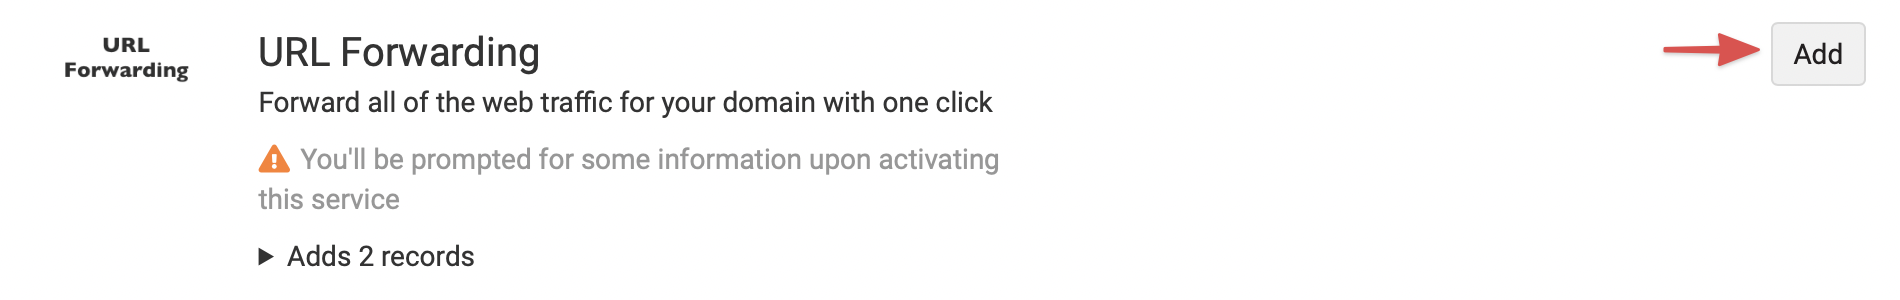 URL
Forwarding
URL Forwarding
Add
Forward all of the web traffic for your domain with one click
You'll be prompted for some information upon activating
this service
Adds 2 records